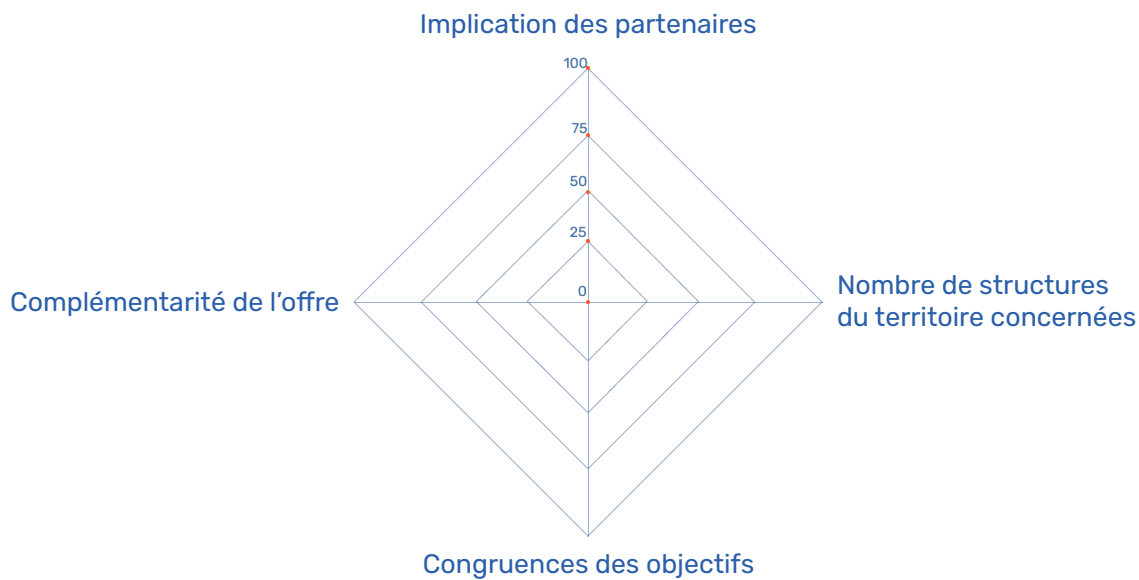 Implication des partenaires
100
75
50
25
0
Complémentarité de l'offre
Nombre de structures
du territoire concernées
Congruences des objectifs